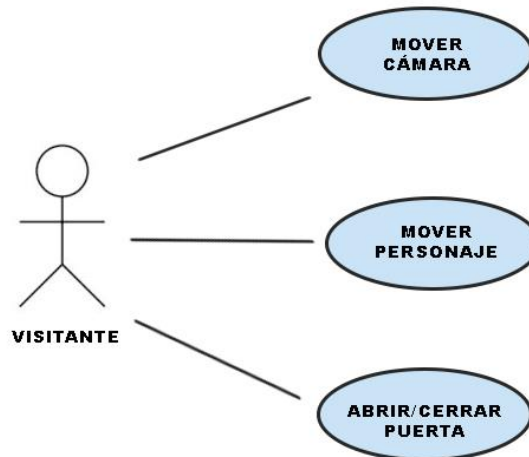 MOVER
CÁMARA
MOVER
PERSONAJE
VISITANTE
ABRIR/CERRAR
PUERTA